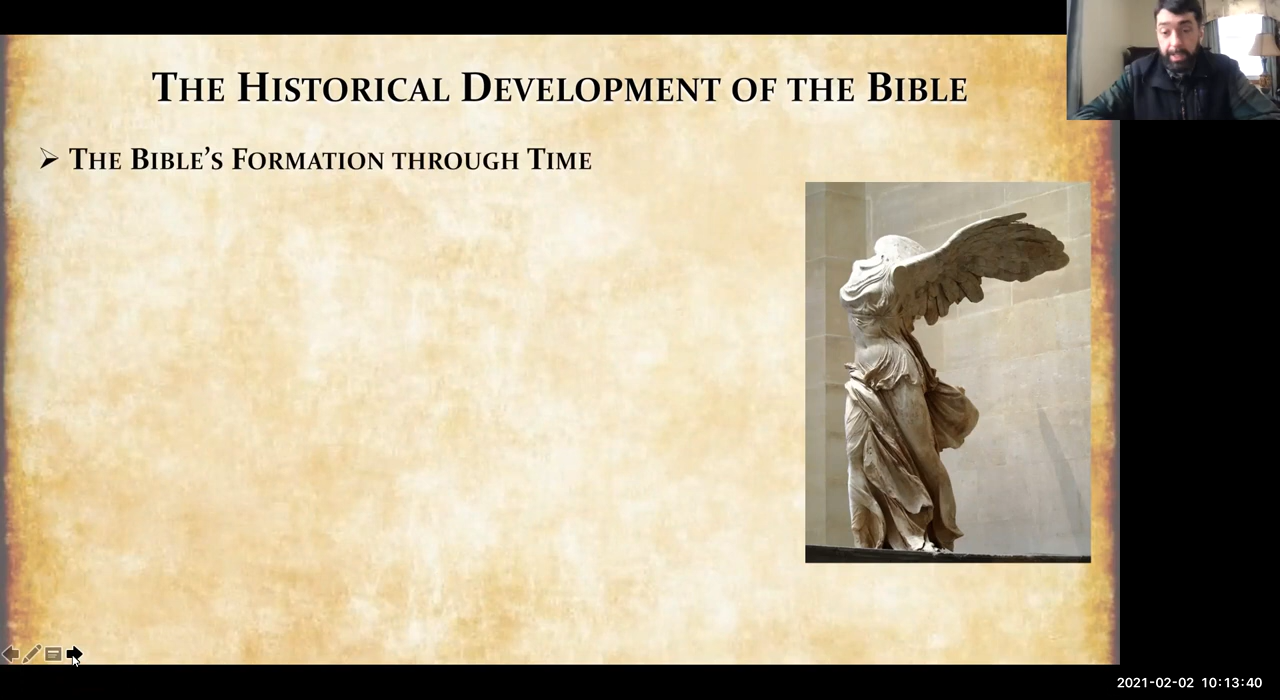 The Historical Development of the Bible
➢ The Bible's Formation through Time
2021-02-02 10:13:40